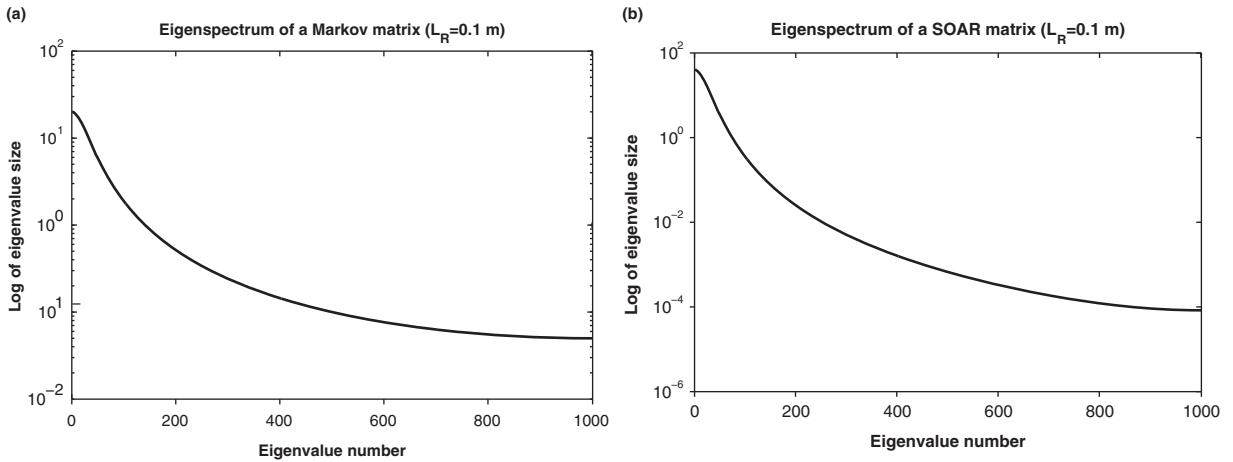 (a)
Eigenspectrum of a Markov matrix (L_R=0.1 m)
10^2
10^1
10^0
10^1
10^−2
Log of eigenvalue size
0 200 400 600 800 1000
Eigenvalue number
(b)
Eigenspectrum of a SOAR matrix (L_R=0.1 m)
10^2
10^0
10^−2
10^−4
10^−6
Log of eigenvalue size
0 200 400 600 800 1000
Eigenvalue number